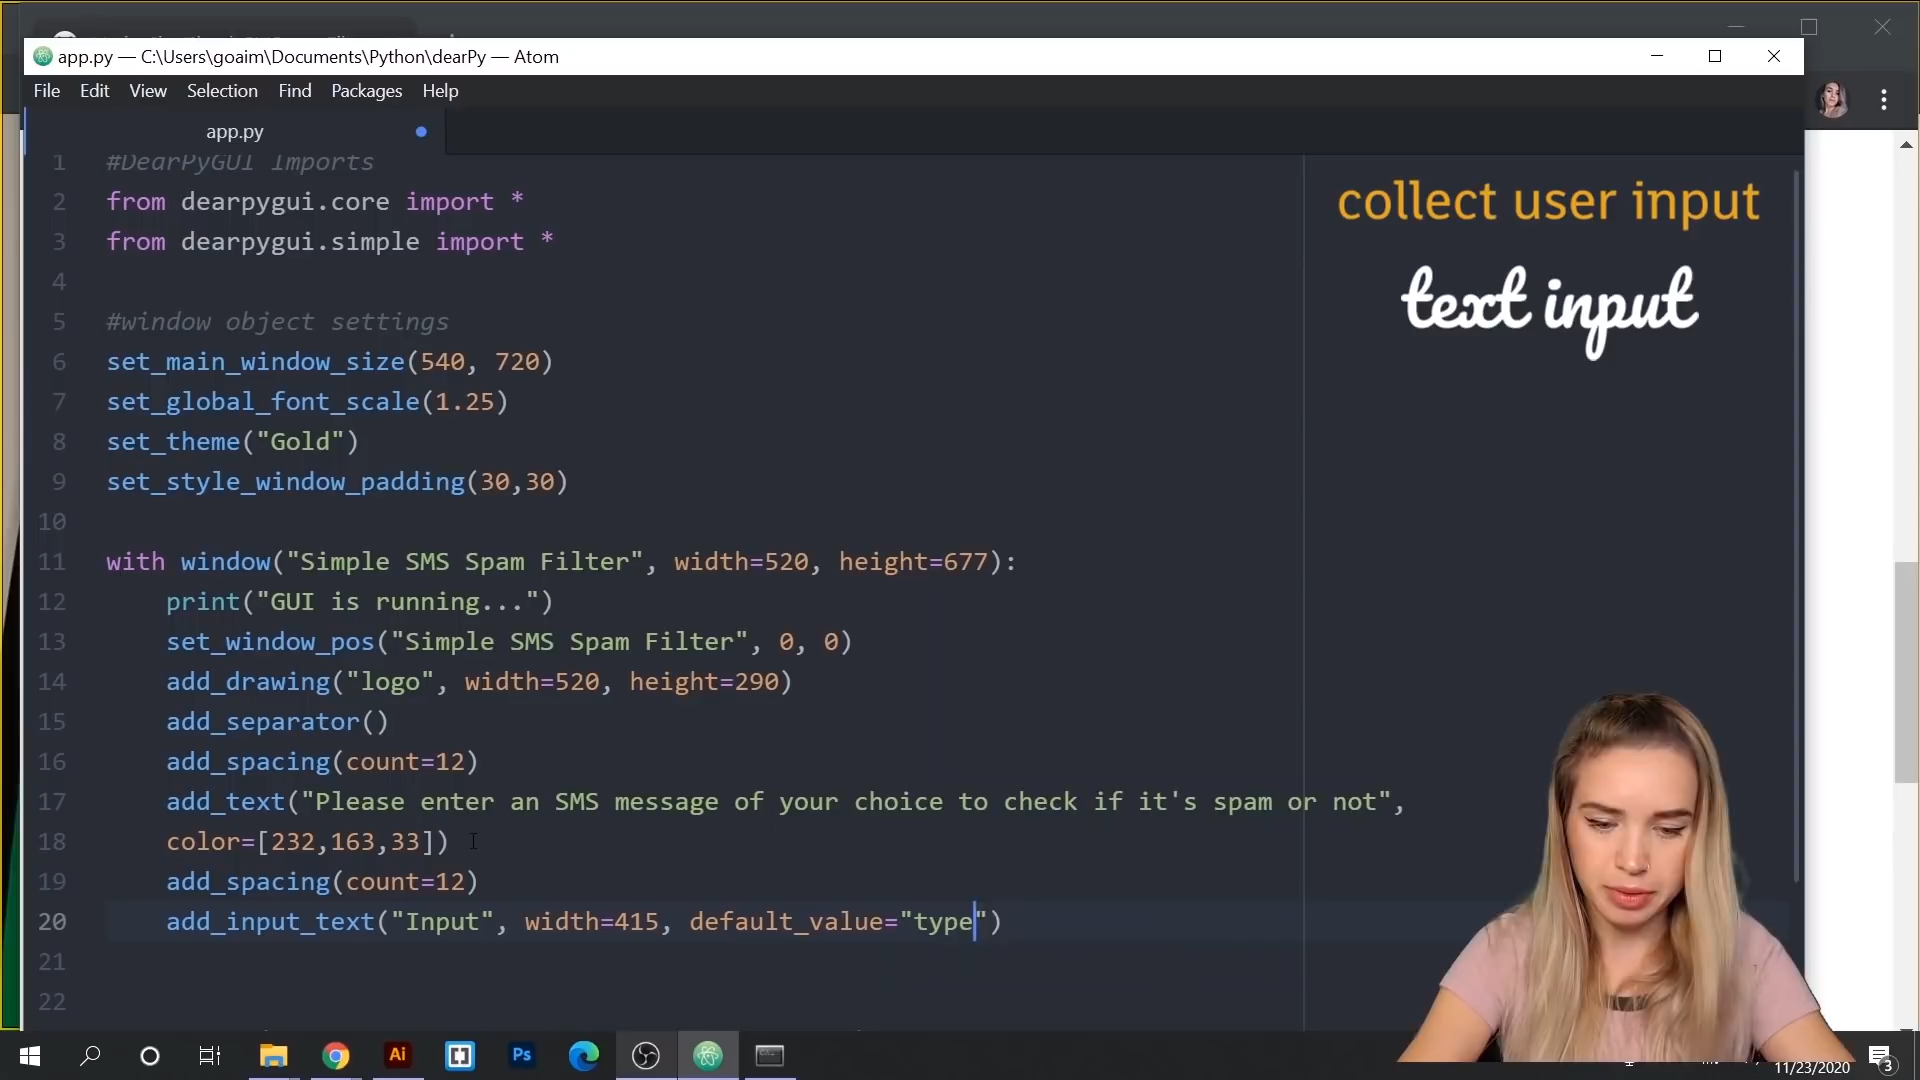 app.py — C:\Users\goaim\Documents\Python\dearPy — Atom
File Edit View Selection Find Packages Help
app.py
1 #DearPyGUI Imports
2 from dearpygui.core import *
3 from dearpygui.simple import *
4
5 #window object settings
6 set_main_window_size(540, 720)
7 set_global_font_scale(1.25)
8 set_theme("Gold")
9 set_style_window_padding(30,30)
10
11 with window("Simple SMS Spam Filter", width=520, height=677):
12 print("GUI is running...")
13 set_window_pos("Simple SMS Spam Filter", 0, 0)
14 add_drawing("logo", width=520, height=290)
15 add_separator()
16 add_spacing(count=12)
17 add_text("Please enter an SMS message of your choice to check if it's spam or not",
18 color=[232,163,33])
19 add_spacing(count=12)
20 add_input_text("Input", width=415, default_value="type")
21
22
collect user input
text input
Ai
Ps
11/23/2020
3